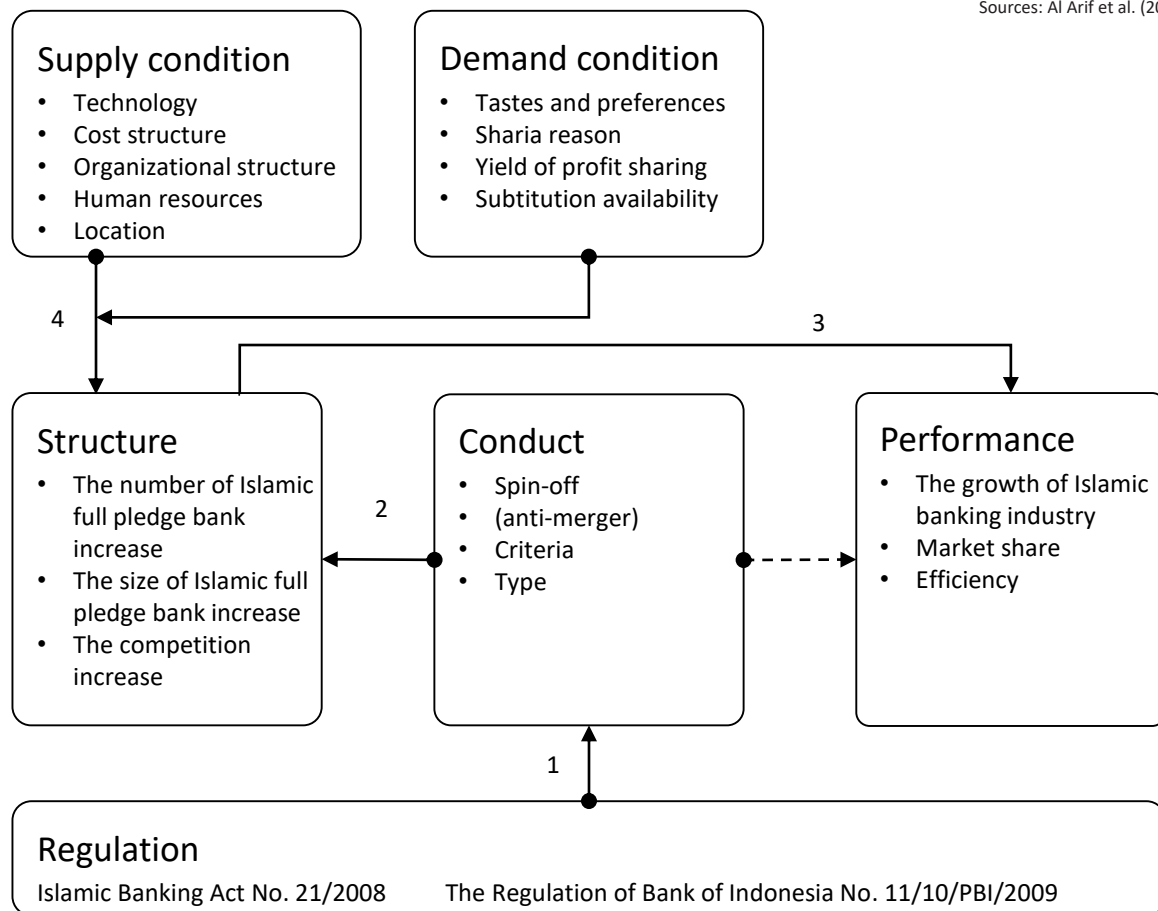 Sources: Al Arif et al. (20
Supply condition
• Technology
• Cost structure
• Organizational structure
• Human resources
• Location
Demand condition
• Tastes and preferences
• Sharia reason
• Yield of profit sharing
• Subtitution availability
4
3
Structure
• The number of Islamic
full pledge bank
increase
• The size of Islamic full
pledge bank increase
• The competition
increase
2
Conduct
• Spin-off
• (anti-merger)
• Criteria
• Type
Performance
• The growth of Islamic
banking industry
• Market share
• Efficiency
1
Regulation
Islamic Banking Act No. 21/2008 The Regulation of Bank of Indonesia No. 11/10/PBI/2009